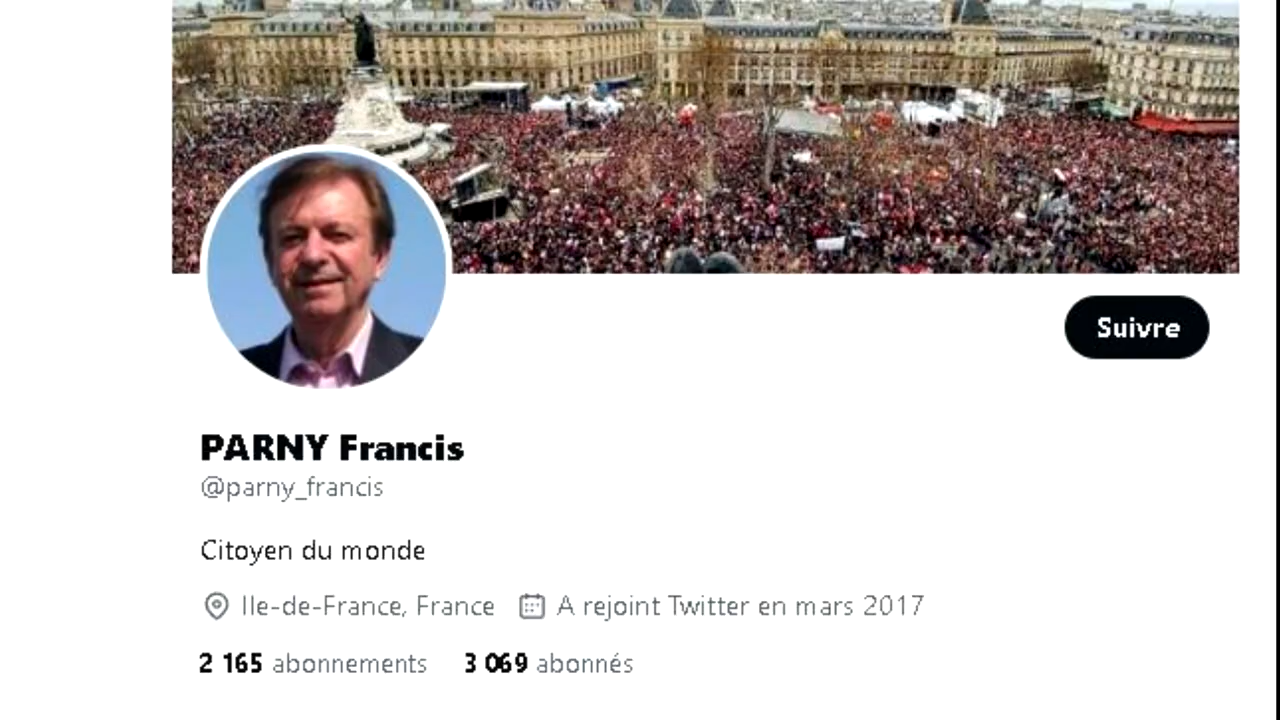 Suivre
PARNY Francis
@parny_francis
Citoyen du monde
Ile-de-France, France A rejoint Twitter en mars 2017
2 165 abonnements 3 069 abonnés